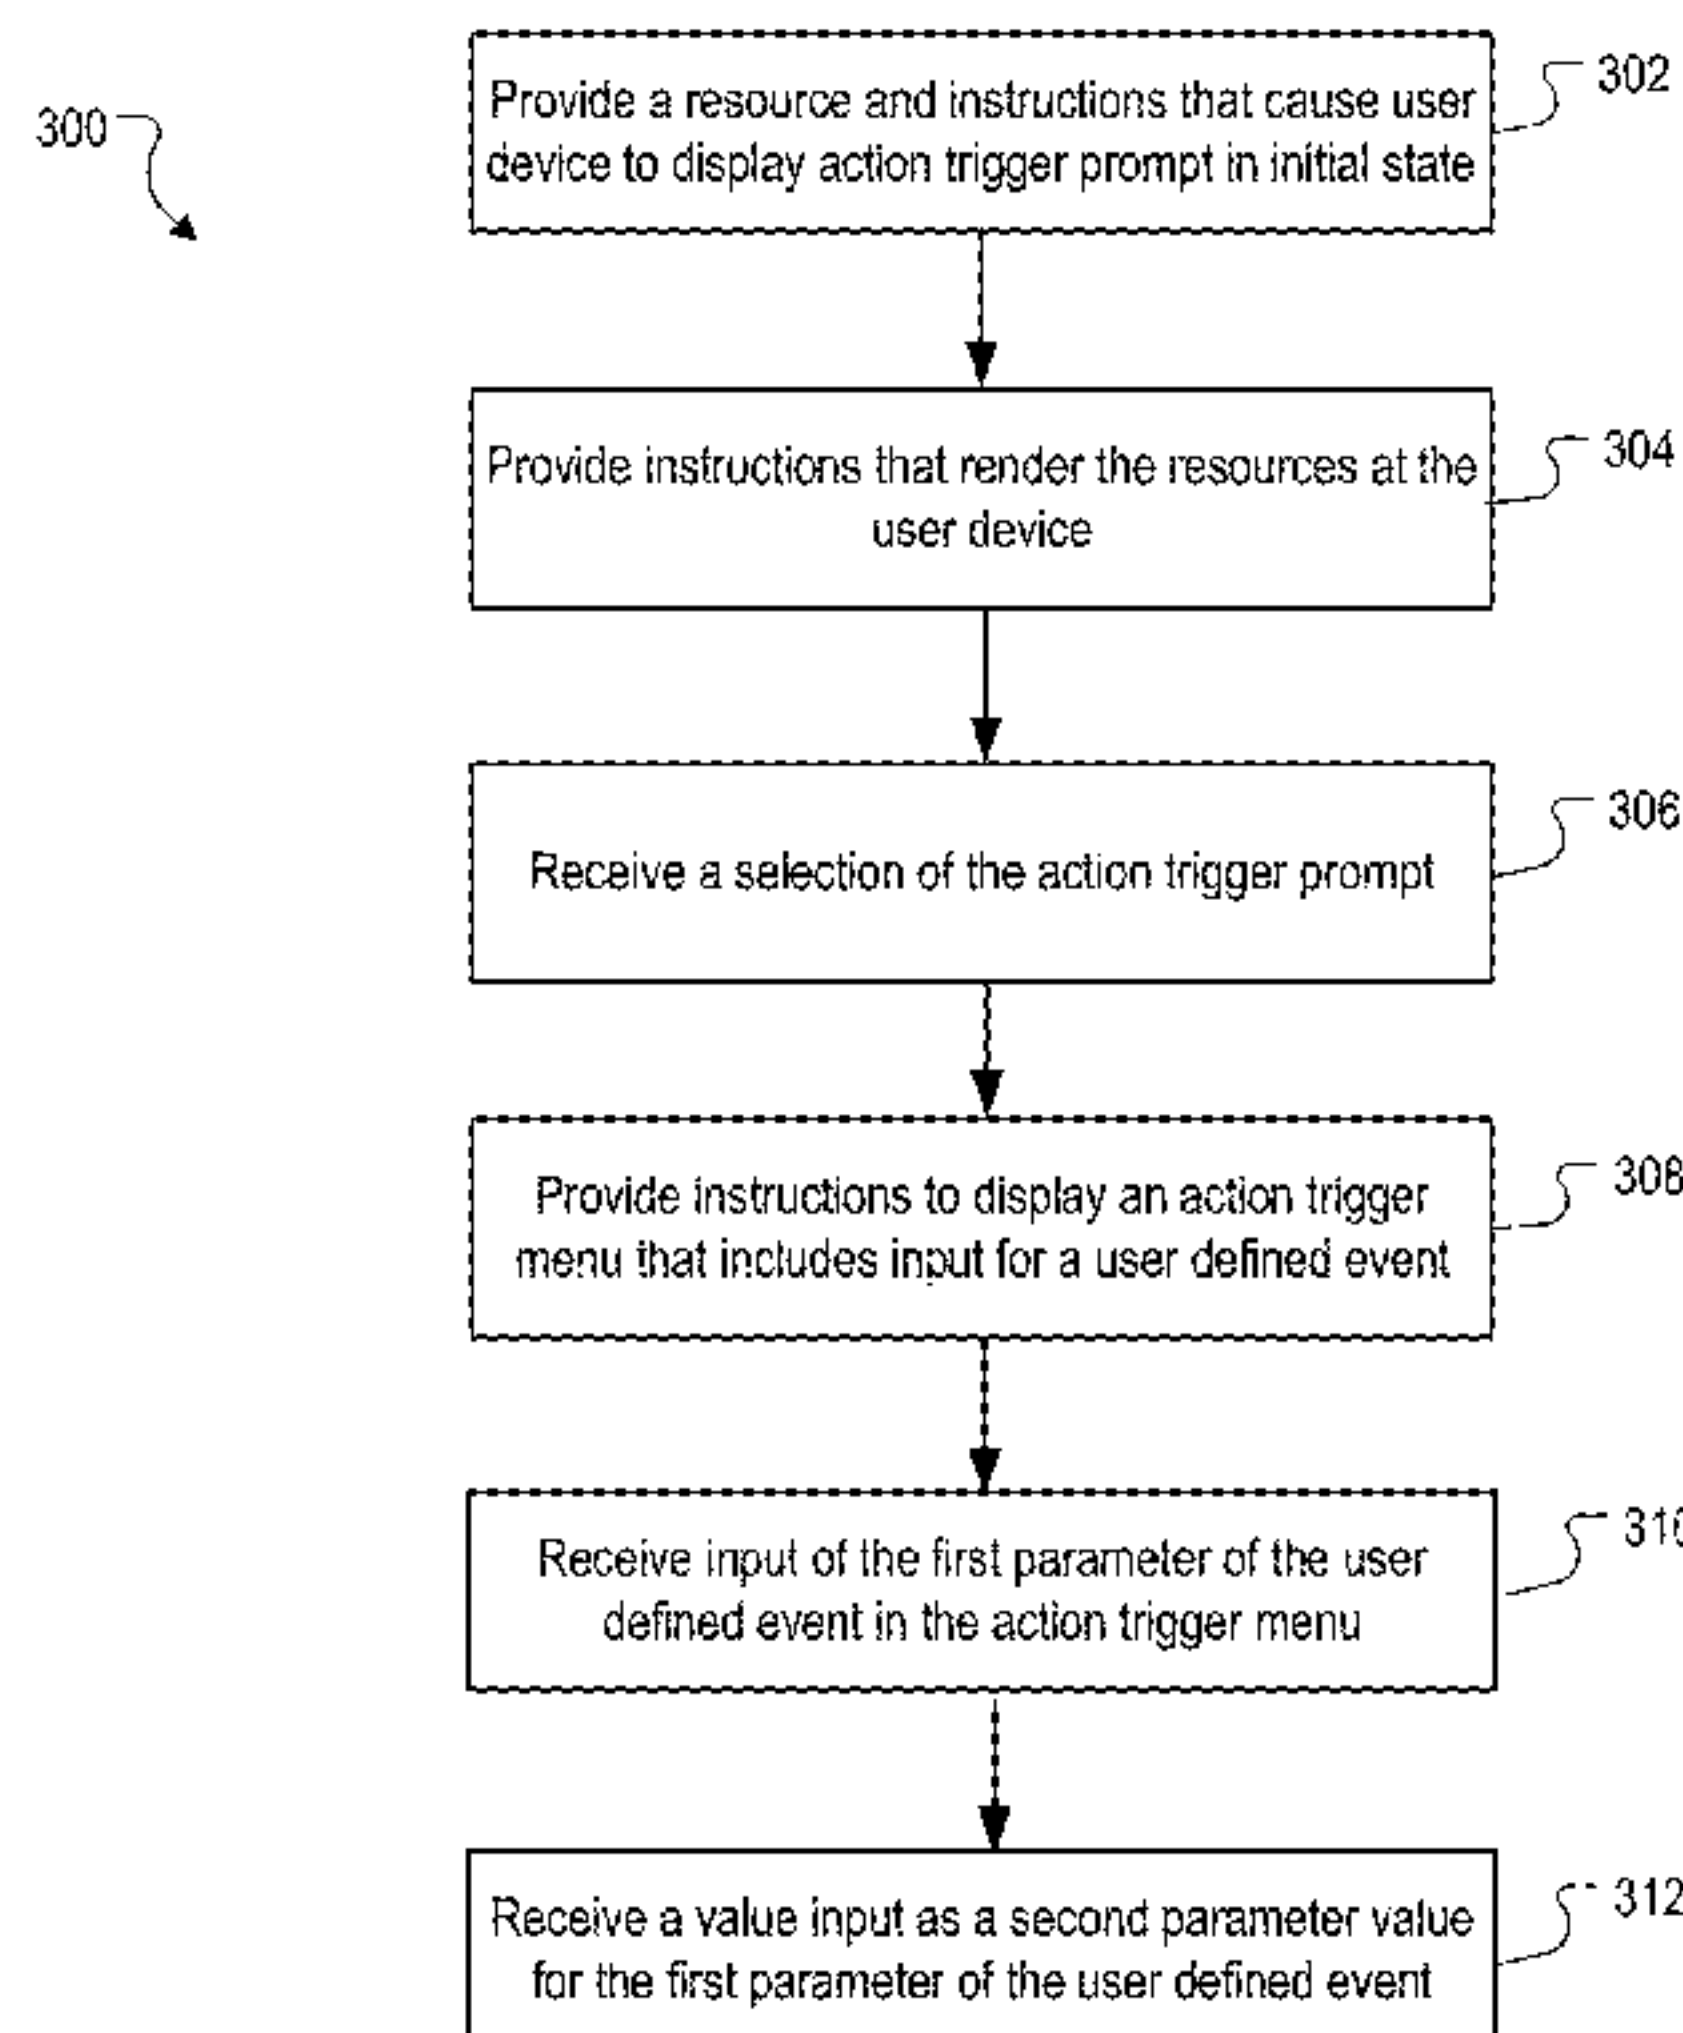 300
Provide a resource and instructions that cause user
device to display action trigger prompt in initial state
302
Provide instructions that render the resources at the
user device
304
Receive a selection of the action trigger prompt
306
Provide instructions to display an action trigger
menu that includes input for a user defined event
308
Receive input of the first parameter of the user
defined event in the action trigger menu
310
Receive a value input as a second parameter value
for the first parameter of the user defined event
312